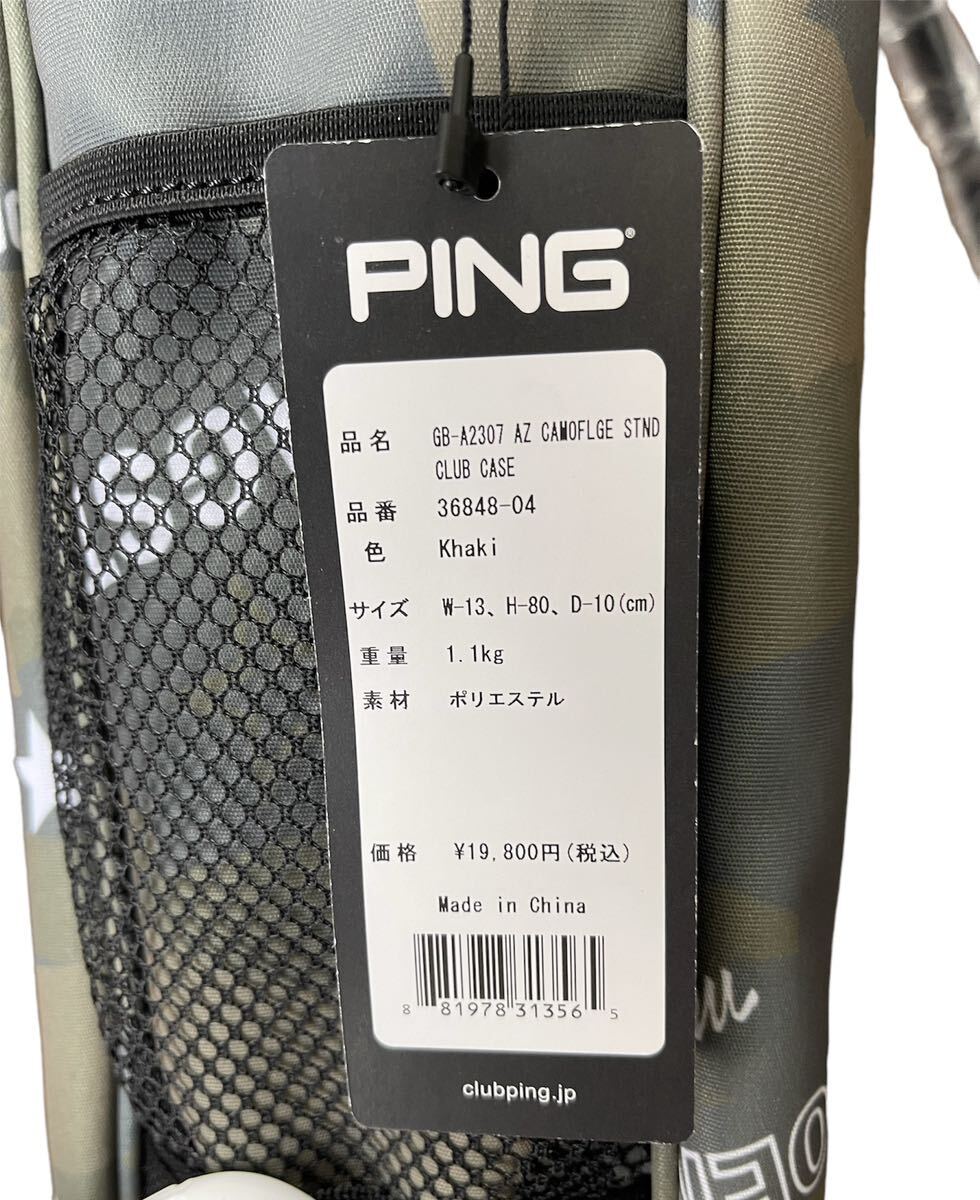 PING®
品名 GB-A2307 AZ CAMOFLGE STND
CLUB CASE
品番 36848-04
色 Khaki
サイズ W-13、H-80、D-10(cm)
重量 1.1kg
素材 ポリエステル
価格 ¥19,800円(税込)
Made in China
8 81978 31356 5
clubping.jp